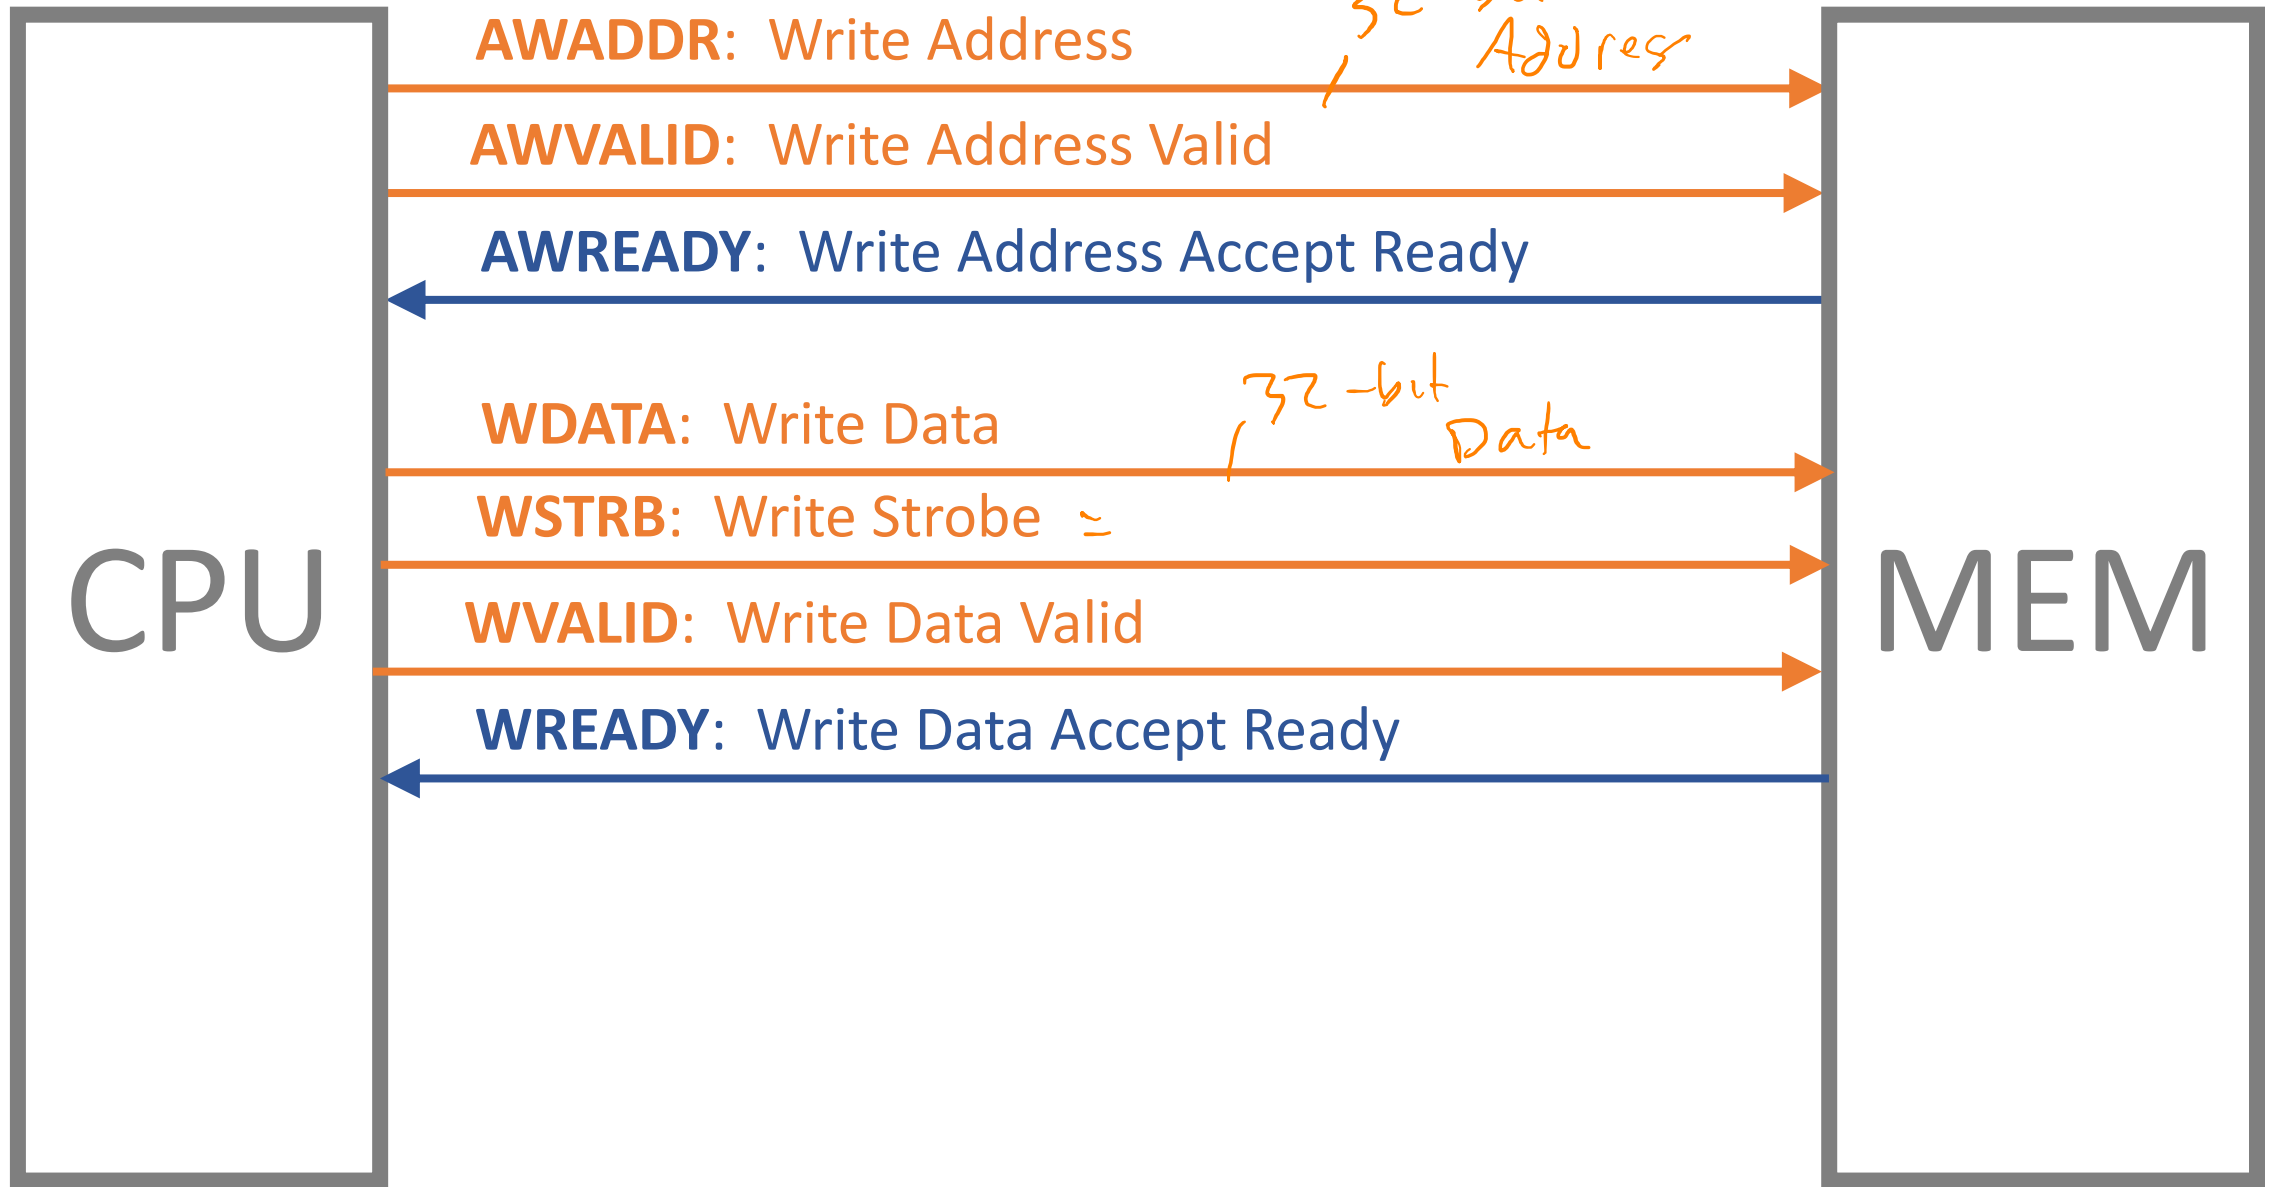 32
Address
AWADDR: Write Address
AWVALID: Write Address Valid
AWREADY: Write Address Accept Ready
32-bit
Data
WDATA: Write Data
WSTRB: Write Strobe =
WVALID: Write Data Valid
WREADY: Write Data Accept Ready
CPU
MEM